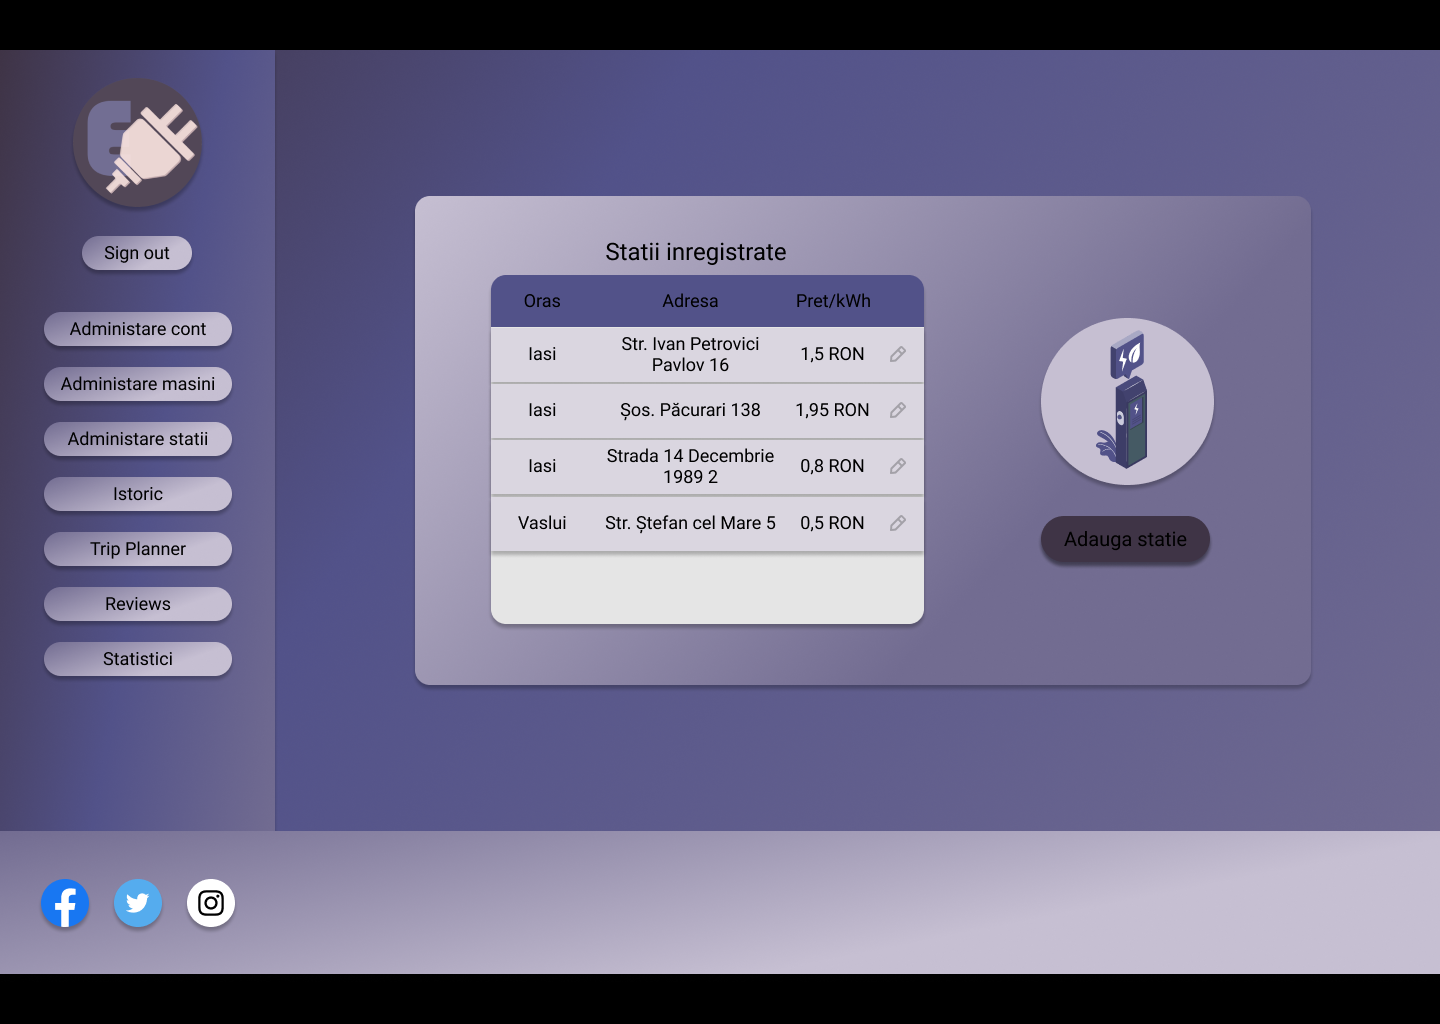 E
Sign out
Administare cont
Administare masini
Administare statii
Istoric
Trip Planner
Reviews
Statistici
Statii inregistrate
Oras Adresa Pret/kWh
Iasi Str. Ivan Petrovici Pavlov 16 1,5 RON
Iasi Șos. Păcurari 138 1,95 RON
Iasi Strada 14 Decembrie 1989 2 0,8 RON
Vaslui Str. Ștefan cel Mare 5 0,5 RON
Adauga statie